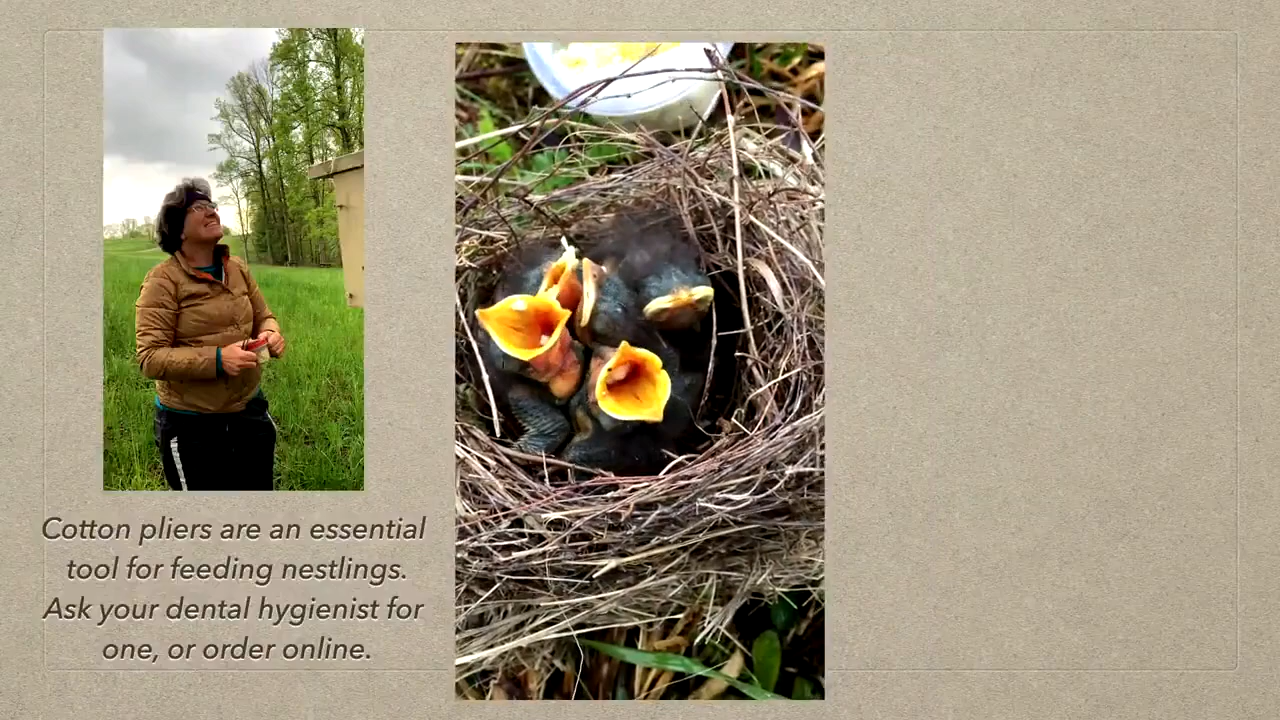 Cotton pliers are an essential
tool for feeding nestlings.
Ask your dental hygienist for
one, or order online.